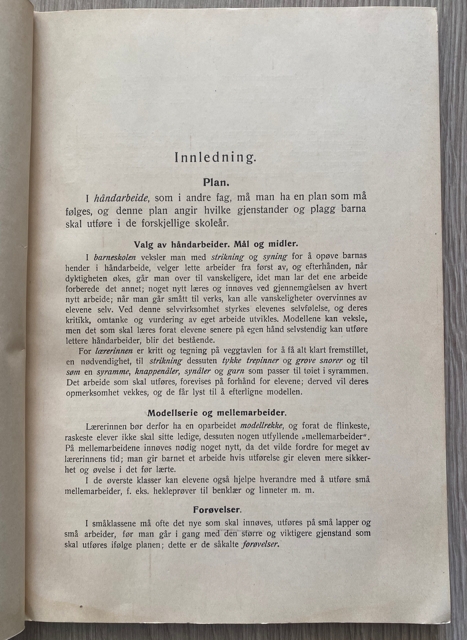 Innledning.
Plan.
I håndarbeide, som i andre fag, må man ha en plan som må
følges, og denne plan angir hvilke gjenstander og plagg barna
skal utføre i de forskjellige skoleår.
Valg av håndarbeider. Mål og midler.
I barneskolen veksler man med strikning og syning for å opøve barnas
hender i håndarbeide, velger lette arbeider fra først av, og efterhånden, når
dyktigheten økes, går man over til vanskeligere, idet man lar det ene arbeide
forberede det annet; noget nytt læres og innøves ved gjennemgåelsen av hvert
nytt arbeide; når man går smått til verks, kan alle vanskeligheter overvinnes av
elevene selv. Ved denne selvvirksomhet styrkes elevenes selvfølelse, og deres
kritikk, omtanke og vurdering av eget arbeide utvikles. Modellene kan veksle,
men det som skal læres forat elevene senere på egen hånd selvstendig kan utføre
lettere håndarbeider, blir det bestående.
For lærerinnen er kritt og tegning på veggtavlen for å få alt klart fremstillet,
en nødvendighet, til strikning dessuten tykke trepinner og grove snorer og til
søm en syramme, knappenåler, synåler og garn som passer til tøiet i syrammen.
Det arbeide som skal utføres, forevises på forhånd for elevene; derved vil deres
opmerksomhet vekkes, og de får lyst til å efterligne modellen.
Modellserie og mellemarbeider.
Lærerinnen bør derfor ha en oparbeidet modellrekke, og forat de flinkeste,
raskeste elever ikke skal sitte ledige, dessuten nogen utfyllende „mellemarbeider“.
På mellemarbeidene innøves nødig noget nytt, da det vilde fordre for meget av
lærerinnens tid; man gir barnet et arbeide hvis utførelse gir eleven mere sikker-
het og øvelse i det før lærte.
I de øverste klasser kan elevene også hjelpe hverandre med å utføre små
mellemarbeider, f. eks. hekleprøver til benklær og linneter m. m.
Forøvelser.
I småklassene må ofte det nye som skal innøves, utføres på små lapper og
små arbeider, før man går i gang med den større og viktigere gjenstand som
skal utføres ifølge planen; dette er de såkalte forøvelser.